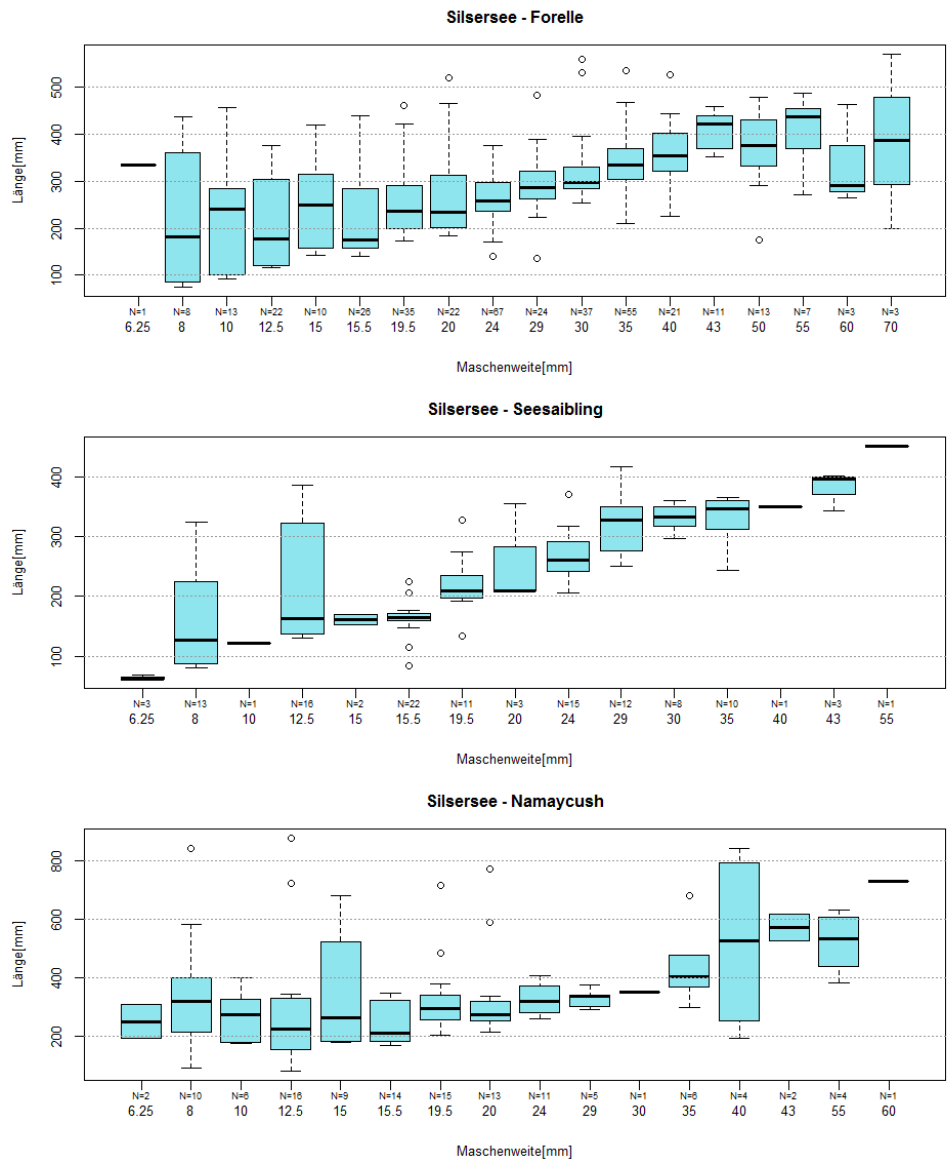 Silsersee - Forelle
Länge[mm]
500
400
300
200
100
N=1 N=8 N=13 N=22 N=10 N=26 N=35 N=22 N=67 N=24 N=37 N=55 N=21 N=11 N=13 N=7 N=3 N=3
6.25 8 10 12.5 15 15.5 19.5 20 24 29 30 35 40 43 50 55 60 70
Maschenweite[mm]
Silsersee - Seesaibling
Länge[mm]
400
300
200
100
N=3 N=13 N=1 N=16 N=2 N=22 N=11 N=3 N=15 N=12 N=8 N=10 N=1 N=3 N=1
6.25 8 10 12.5 15 15.5 19.5 20 24 29 30 35 40 43 55
Maschenweite[mm]
Silsersee - Namaycush
Länge[mm]
800
600
400
200
N=2 N=10 N=6 N=16 N=9 N=14 N=15 N=13 N=11 N=5 N=1 N=6 N=4 N=2 N=4 N=1
6.25 8 10 12.5 15 15.5 19.5 20 24 29 30 35 40 43 55 60
Maschenweite[mm]